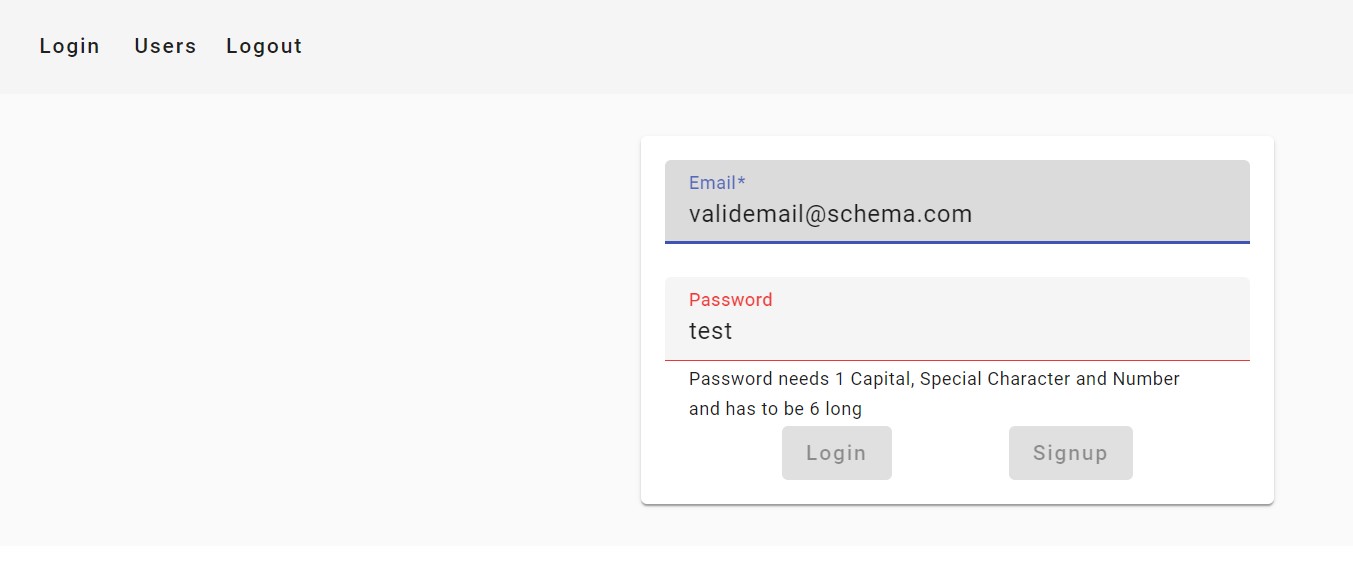 Login Users Logout
Email*
validemail@schema.com
Password
test
Password needs 1 Capital, Special Character and Number
and has to be 6 long
Login Signup